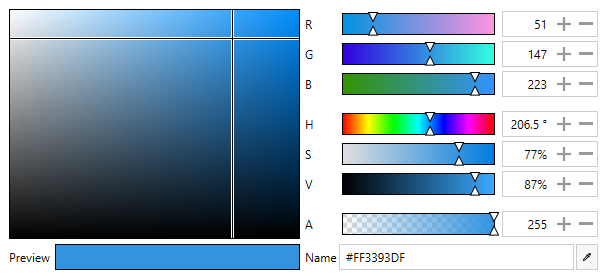 R 51
G 147
B 223
H 206.5 °
S 77%
V 87%
A 255
Preview Name #FF3393DF